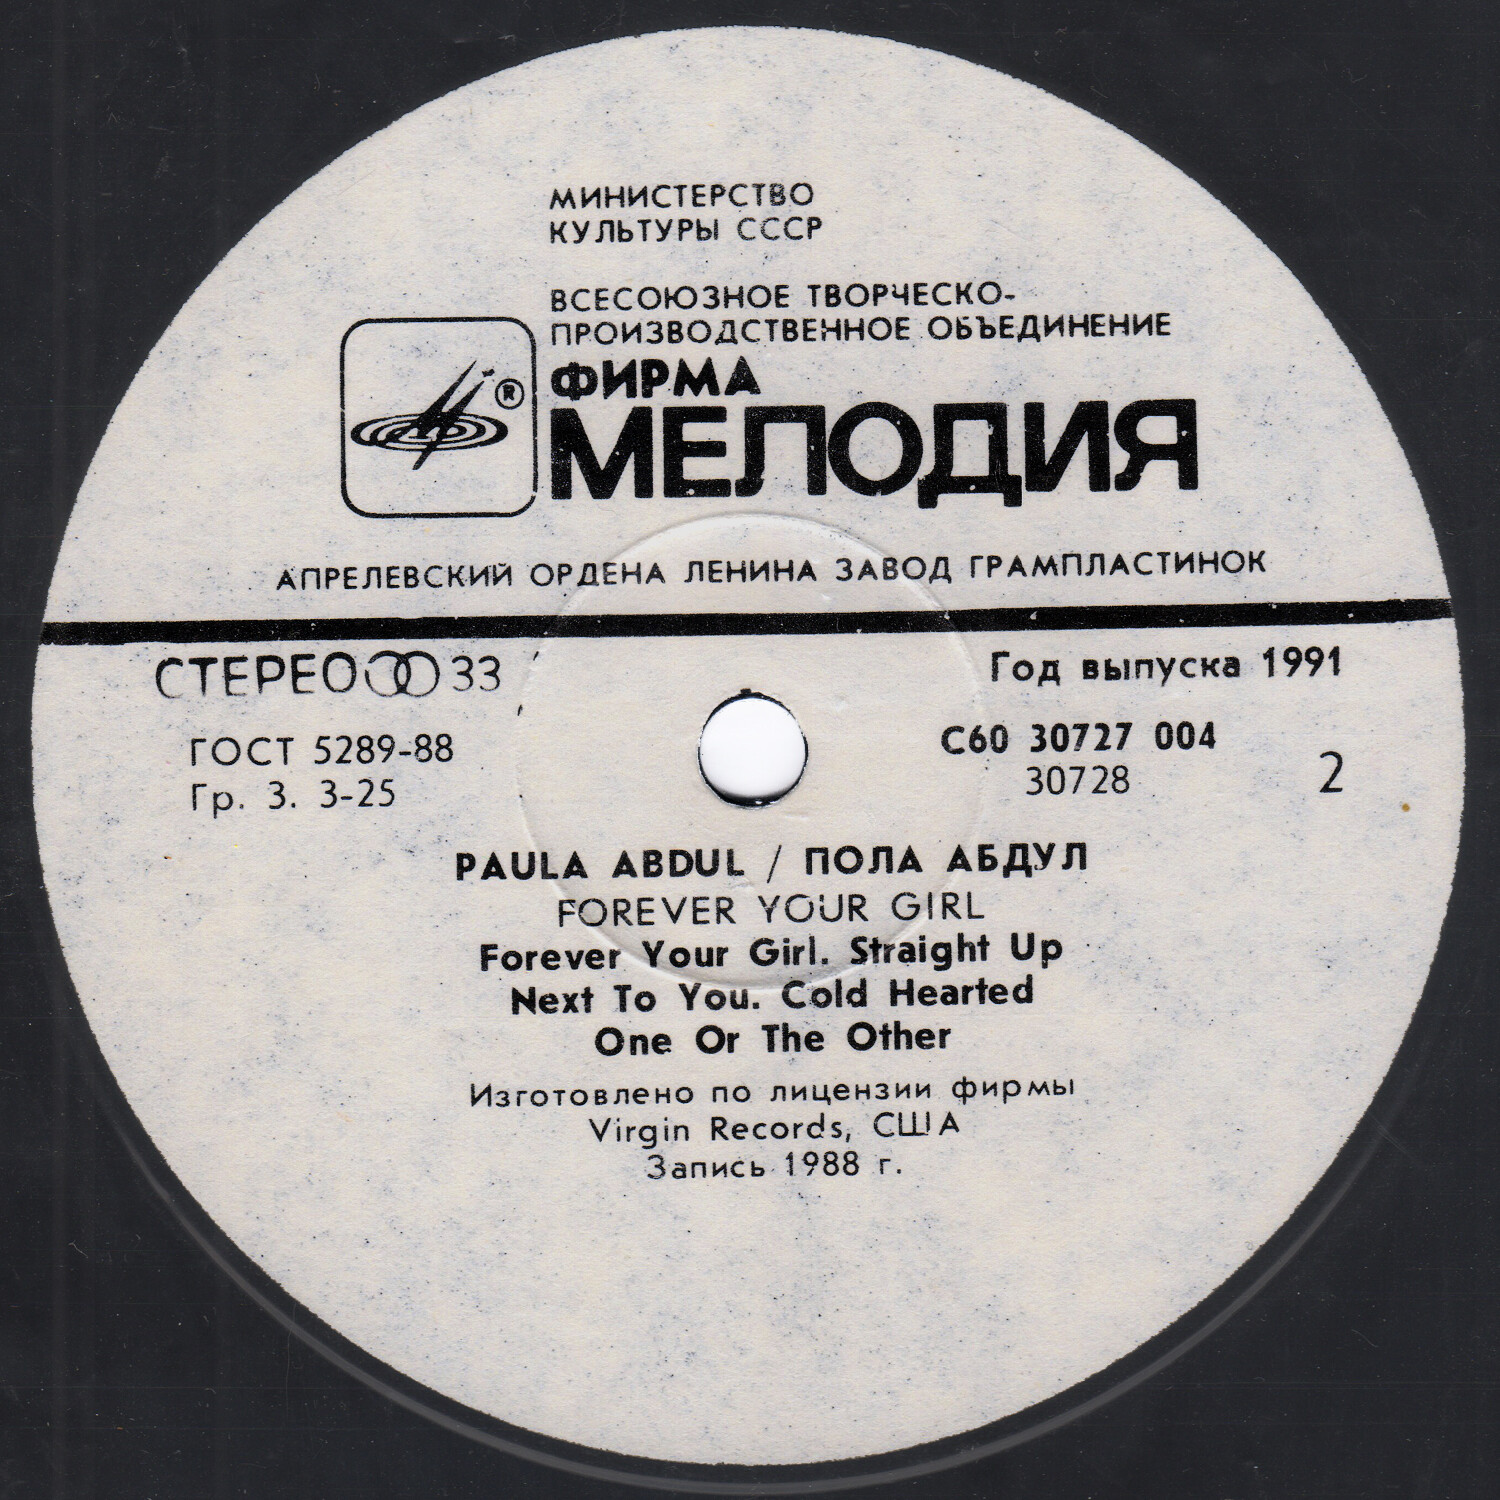 МИНИСТЕРСТВО
КУЛЬТУРЫ СССР
ВСЕСОЮЗНОЕ ТВОРЧЕСКО-
ПРОИЗВОДСТВЕННОЕ ОБЪЕДИНЕНИЕ
ФИРМА
®
МЕЛОДИЯ
АПРЕЛЕВСКИЙ ОРДЕНА ЛЕНИНА ЗАВОД ГРАМПЛАСТИНОК
СТЕРЕО 33
Год выпуска 1991
ГОСТ 5289-88
С60 30727 004
Гр. 3. 3-25
30728
2
PAULA ABDUL / ПОЛА АБДУЛ
FOREVER YOUR GIRL
Forever Your Girl. Straight Up
Next To You. Cold Hearted
One Or The Other
Изготовлено по лицензии фирмы
Virgin Records, США
Запись 1988 г.